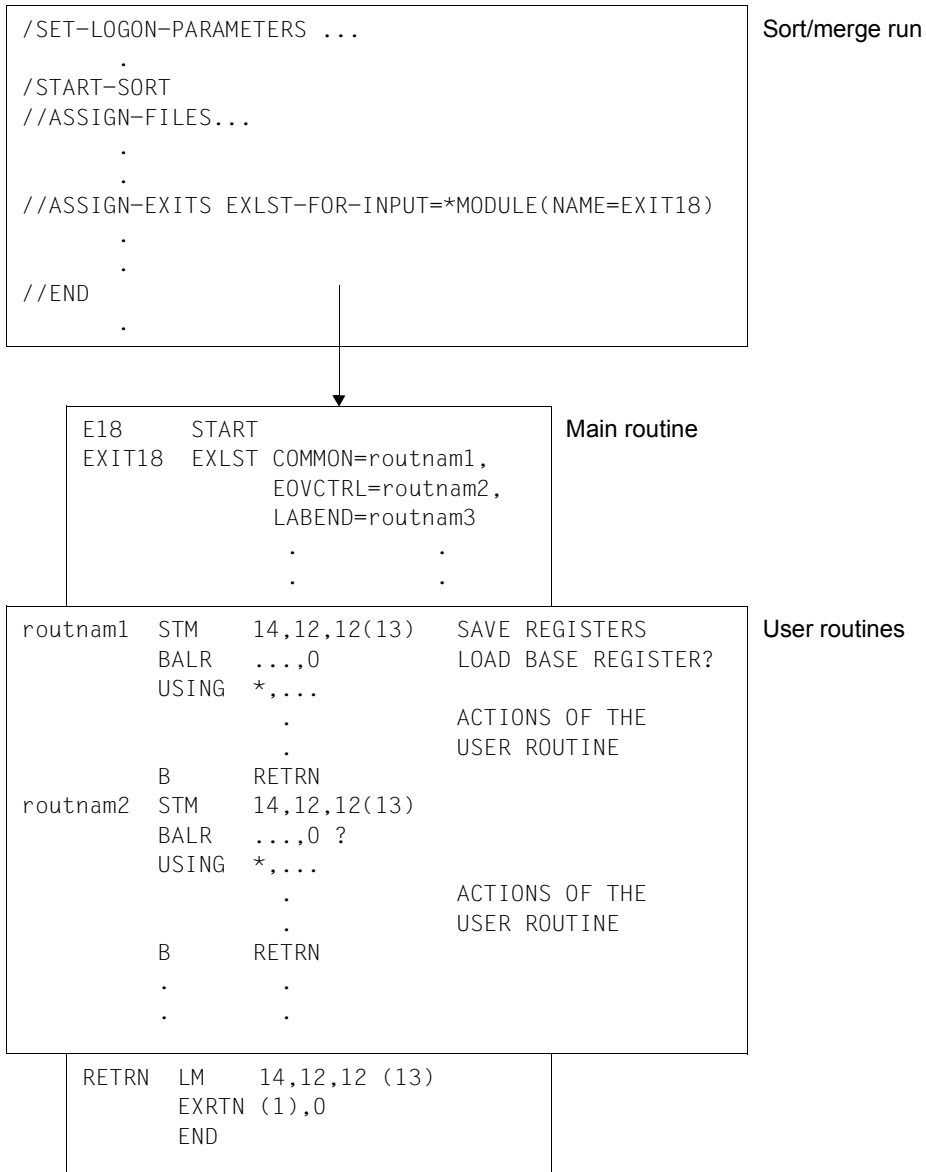 /SET-LOGON-PARAMETERS ... Sort/merge run
.
/START-SORT
//ASSIGN-FILES...
.
.
//ASSIGN-EXITS EXLST-FOR-INPUT=*MODULE(NAME=EXIT18)
.
.
//END
.
E18 START Main routine
EXIT18 EXLST COMMON=routnam1,
EOVCTRL=routnam2,
LABEND=routnam3
. .
. .
routnam1 STM 14,12,12(13) SAVE REGISTERS User routines
BALR ...,0 LOAD BASE REGISTER?
USING *,...
. ACTIONS OF THE
. USER ROUTINE
B RETRN
routnam2 STM 14,12,12(13)
BALR ...,0 ?
USING *,...
. ACTIONS OF THE
. USER ROUTINE
B RETRN
. .
. .
RETRN LM 14,12,12 (13)
EXRTN (1),0
END